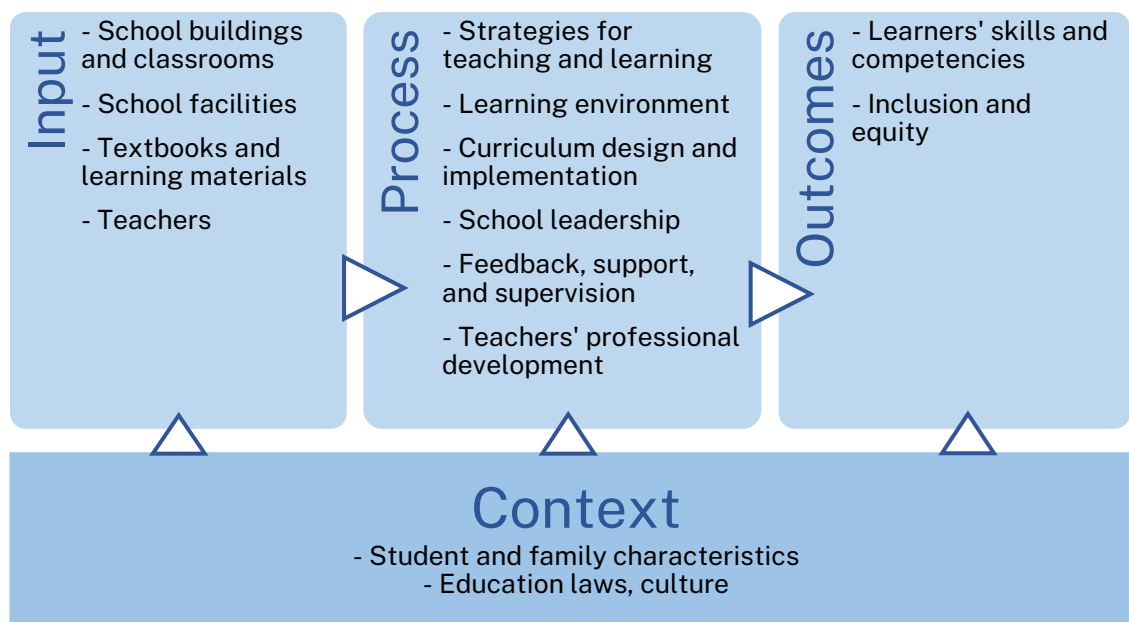 Input
- School buildings
and classrooms
- School facilities
- Textbooks and
learning materials
- Teachers
Process
- Strategies for
teaching and learning
- Learning environment
- Curriculum design and
implementation
- School leadership
- Feedback, support,
and supervision
- Teachers' professional
development
Outcomes
- Learners' skills and
competencies
- Inclusion and
equity
Context
- Student and family characteristics
- Education laws, culture